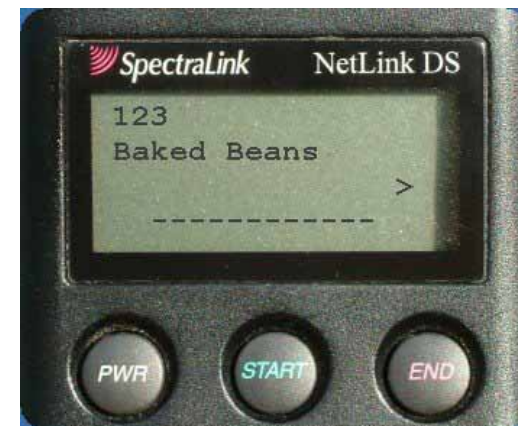 SpectraLink NetLink DS
123
Baked Beans
>
------------
PWR START END